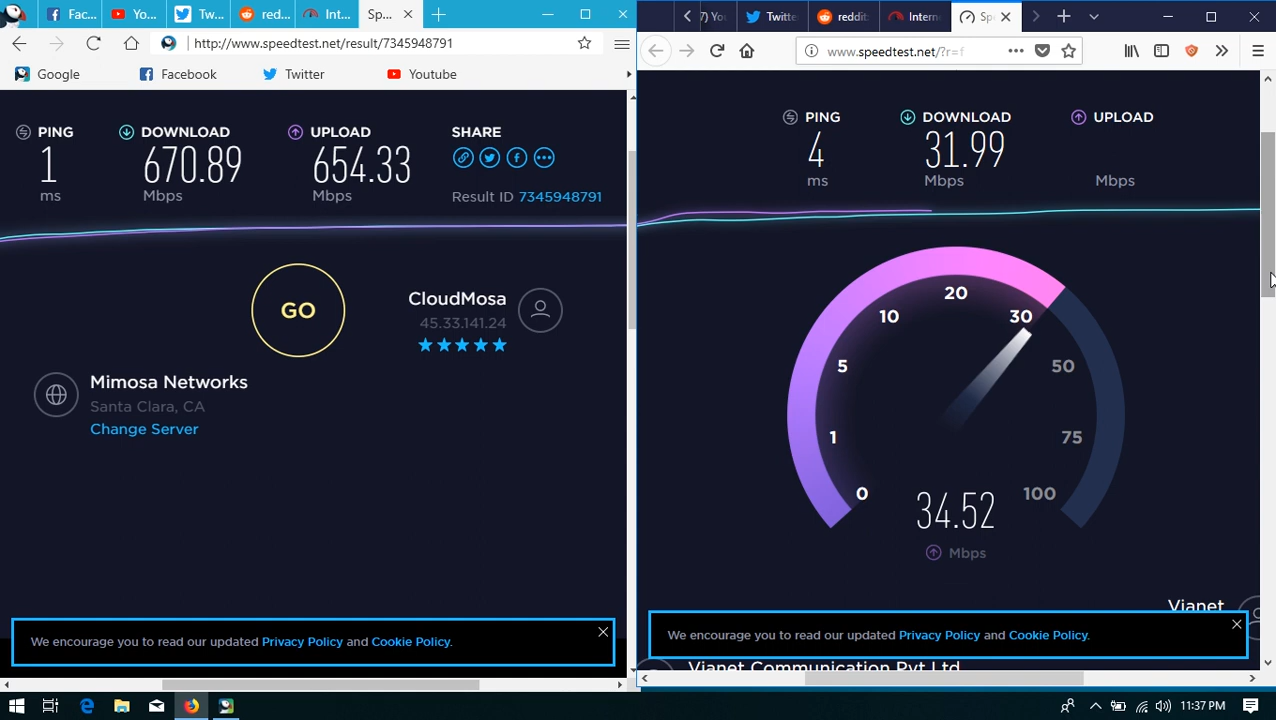 Fac
Yo
Tw
red
Int
Sp
http://www.speedtest.net/result/7345948791
Google
Facebook
Twitter
Youtube
PING
1
ms
DOWNLOAD
670.89
Mbps
UPLOAD
654.33
Mbps
SHARE
Result ID 7345948791
GO
CloudMosa
45.33.141.24
Mimosa Networks
Santa Clara, CA
Change Server
We encourage you to read our updated Privacy Policy and Cookie Policy.
7) You
Twitte
reddit:
Intern
Sp
www.speedtest.net/?r=f
PING
4
ms
DOWNLOAD
31.99
Mbps
UPLOAD
Mbps
0
1
5
10
20
30
50
75
100
34.52
Mbps
Vianet
We encourage you to read our updated Privacy Policy and Cookie Policy.
Vianet Communication Pvt Ltd
11:37 PM